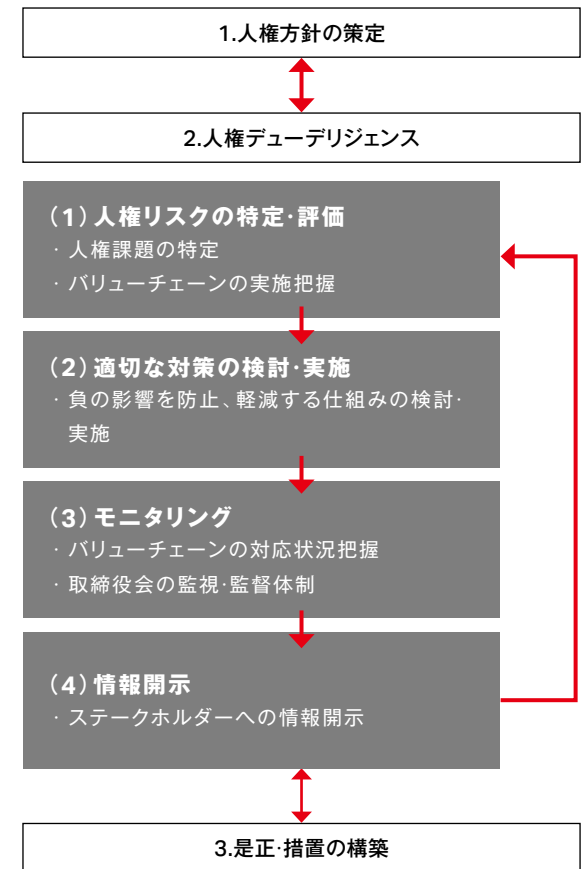 1.人権方針の策定
2.人権デューデリジェンス
（1）人権リスクの特定・評価
・人権課題の特定
・バリューチェーンの実施把握
（2）適切な対策の検討・実施
・負の影響を防止、軽減する仕組みの検討・
実施
（3）モニタリング
・バリューチェーンの対応状況把握
・取締役会の監視・監督体制
（4）情報開示
・ステークホルダーへの情報開示
3.是正・措置の構築